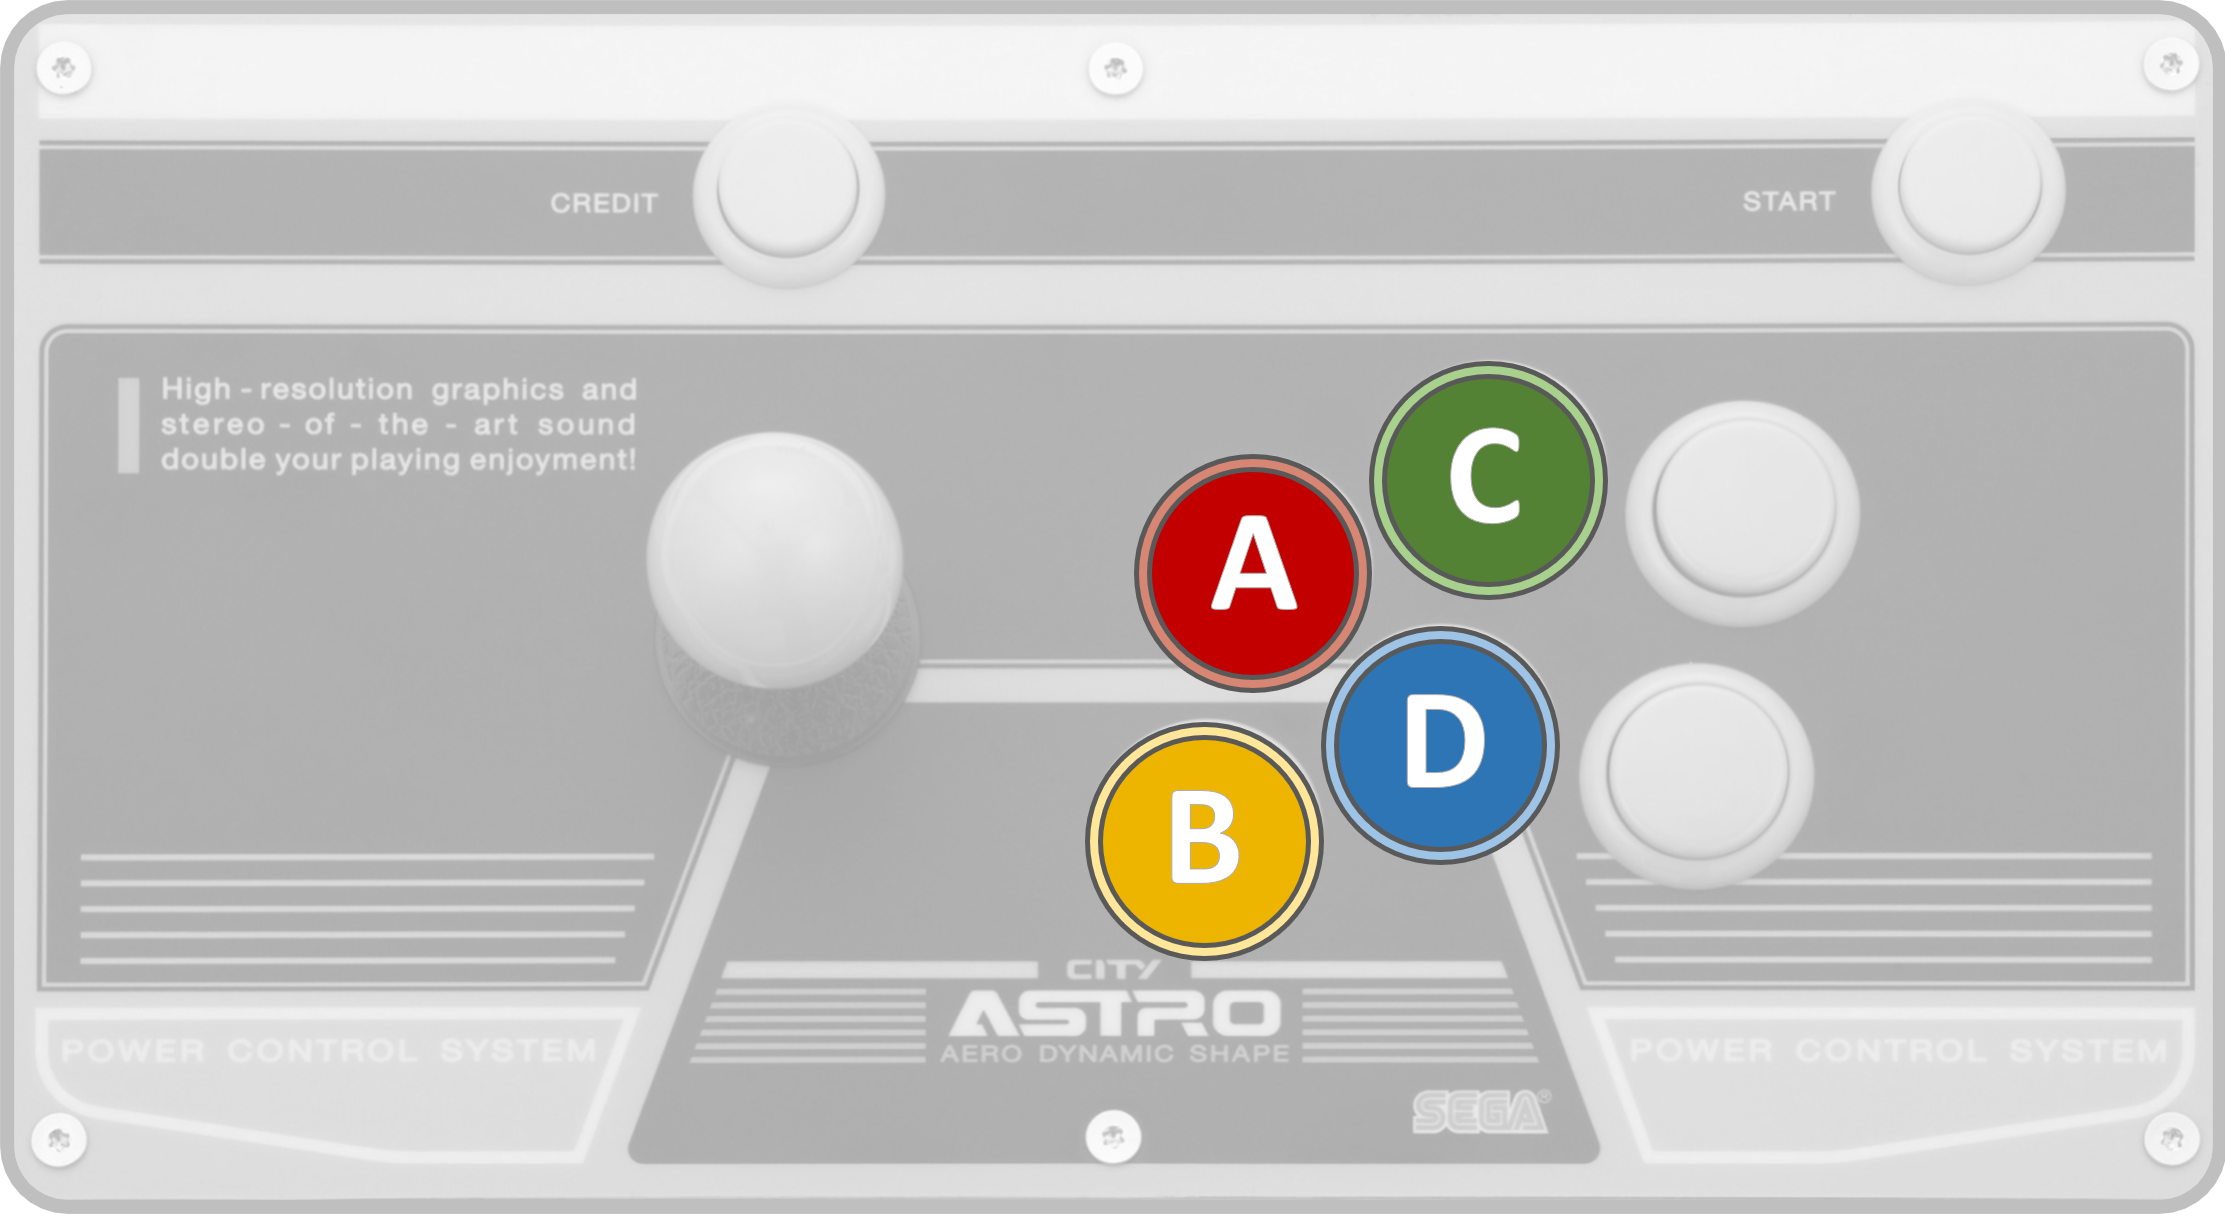 CREDIT
START
High - resolution graphics and
stereo - of - the - art sound
double your playing enjoyment!
C
A
D
B
CITY
ASTRO
AERO DYNAMIC SHAPE
POWER CONTROL SYSTEM
POWER CONTROL SYSTEM
SEGA®